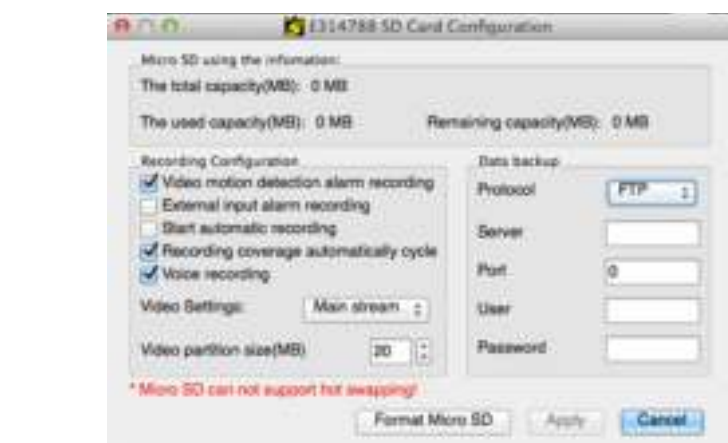 E314788 SD Card Configuration
Micro SD using the infomation:
The total capacity(MB): 0 MB
The used capacity(MB): 0 MB Remaining capacity(MB): 0 MB
Recording Configuration
Video motion detection alarm recording
External input alarm recording
Start automatic recording
Recording coverage automatically cycle
Voice recording
Video Settings: Main stream
Video partition size(MB) 20
Data backup
Protocol FTP
Server
Port 0
User
Password
* Micro SD can not support hot swapping!
Format Micro SD Apply Cancel